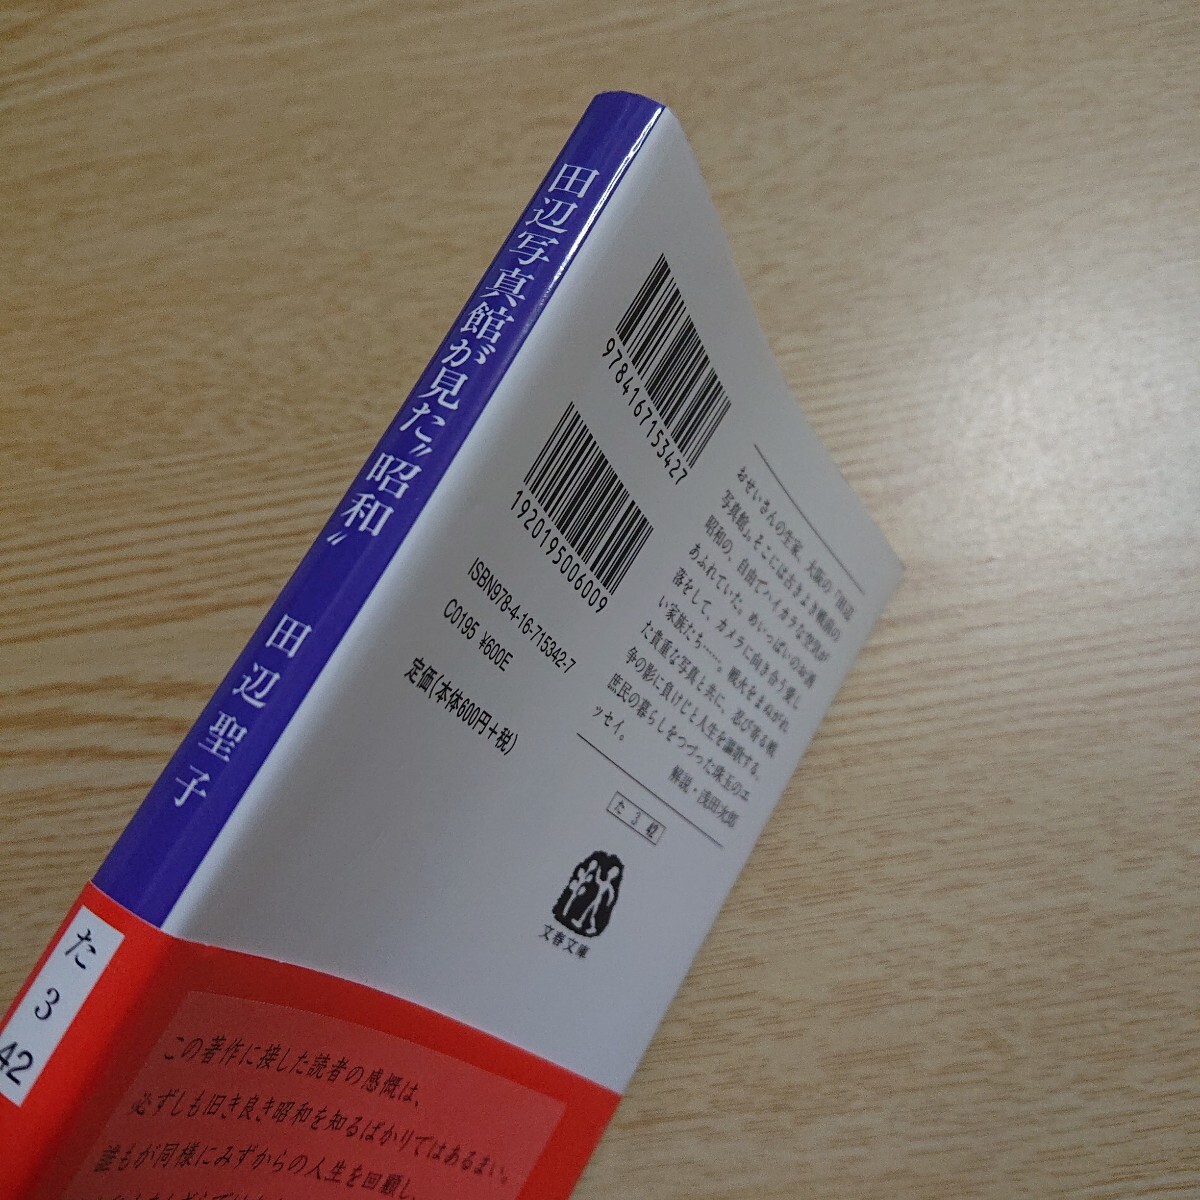 田辺写真館が見た〝昭和〟 田辺聖子
た
3
42
9784167153427
1920195006009
ISBN978-4-16-715342-7
C0195 ¥600E
定価(本体600円+税)
おせいさんの生家、大阪の「田辺
写真館」。そこには古きよき戦前の
昭和の、自由でハイカラな空気が
あふれていた。めいっぱいのお洒
落をして、カメラに向き合う愛し
い家族たち……。戦火をまぬがれ
た貴重な写真と共に、忍び寄る戦
争の影に負けじと人生を謳歌する、
庶民の暮らしをつづった珠玉のエ
ッセイ。
解説・浅田次郎
た 3 42
文春文庫
この著作に接した読者の感慨は、
必ずしも旧き良き昭和を知るばかりではあるまい。
誰もが同様にみずからの人生を回顧し、